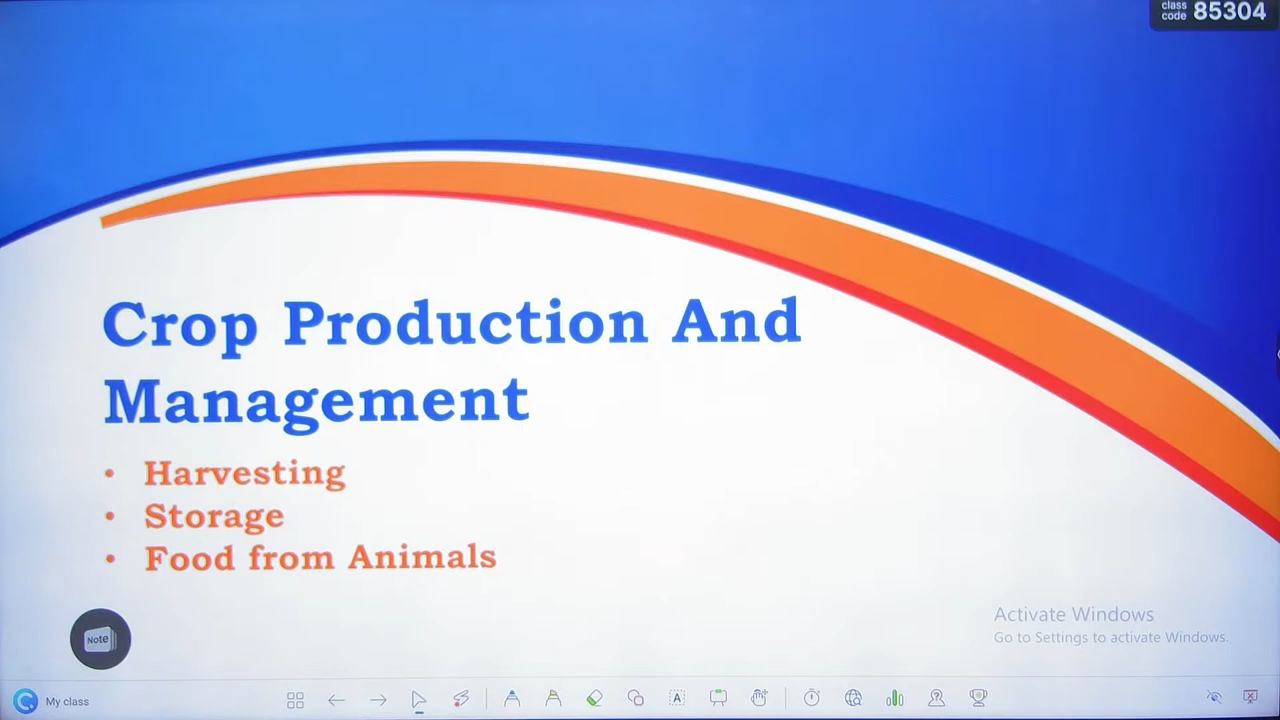 class
code 85304
Crop Production And
Management
• Harvesting
• Storage
• Food from Animals
Note
Activate Windows
Go to Settings to activate Windows.
My class